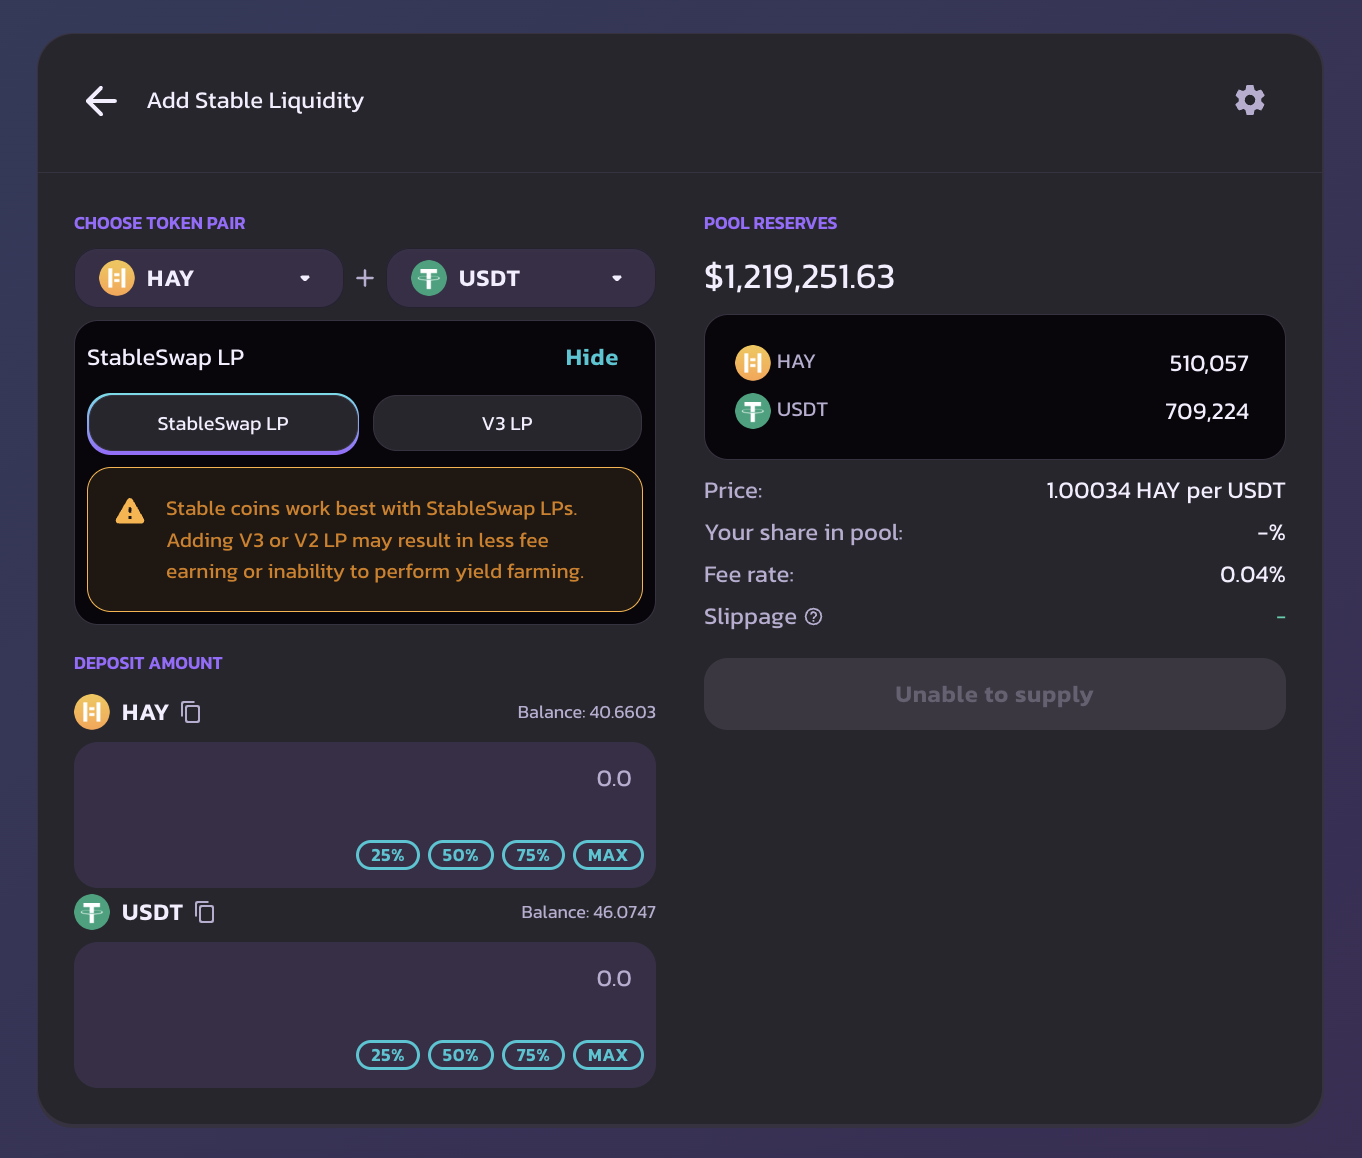 Add Stable Liquidity
CHOOSE TOKEN PAIR
HAY + USDT
StableSwap LP Hide
StableSwap LP V3 LP
Stable coins work best with StableSwap LPs.
Adding V3 or V2 LP may result in less fee
earning or inability to perform yield farming.
DEPOSIT AMOUNT
HAY Balance: 40.6603
0.0
25% 50% 75% MAX
USDT Balance: 46.0747
0.0
25% 50% 75% MAX
POOL RESERVES
$1,219,251.63
HAY 510,057
USDT 709,224
Price: 1.00034 HAY per USDT
Your share in pool: -%
Fee rate: 0.04%
Slippage -
Unable to supply